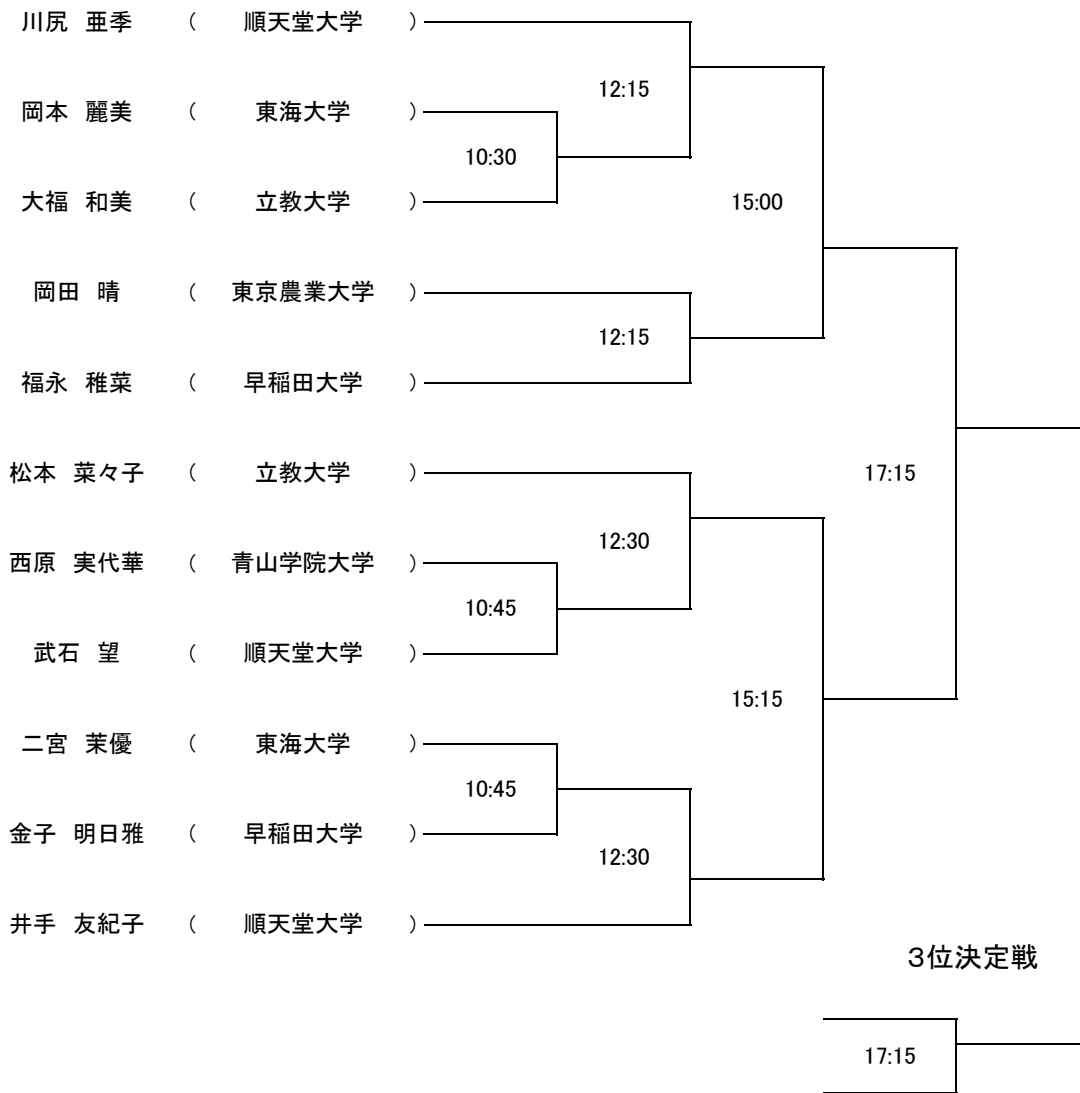 川尻 亜季 ( 順天堂大学 )
12:15
岡本 麗美 ( 東海大学 )
10:30
大福 和美 ( 立教大学 )
15:00
岡田 晴 ( 東京農業大学 )
12:15
福永 稚菜 ( 早稲田大学 )
松本 菜々子 ( 立教大学 )
17:15
12:30
西原 実代華 ( 青山学院大学 )
10:45
武石 望 ( 順天堂大学 )
15:15
二宮 茉優 ( 東海大学 )
10:45
金子 明日雅 ( 早稲田大学 )
12:30
井手 友紀子 ( 順天堂大学 )
3位決定戦
17:15